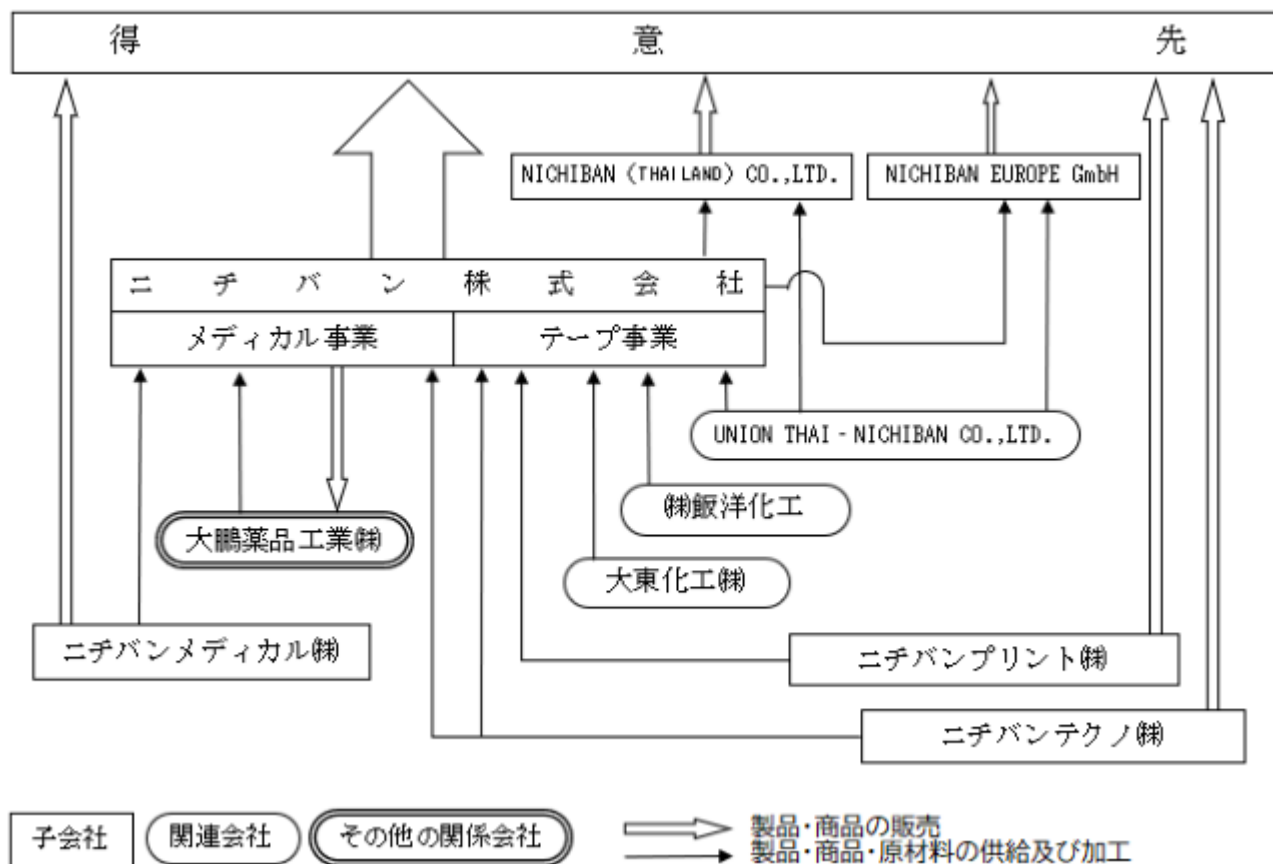 得意先
NICHIBAN (THAILAND) CO.,LTD.
NICHIBAN EUROPE GmbH
ニチバン株式会社
メディカル事業
テープ事業
UNION THAI - NICHIBAN CO.,LTD.
㈱飯洋化工
大鵬薬品工業㈱
大東化工㈱
ニチバンメディカル㈱
ニチバンプリント㈱
ニチバンテクノ㈱
子会社
関連会社
その他の関係会社
製品・商品の販売
製品・商品・原材料の供給及び加工